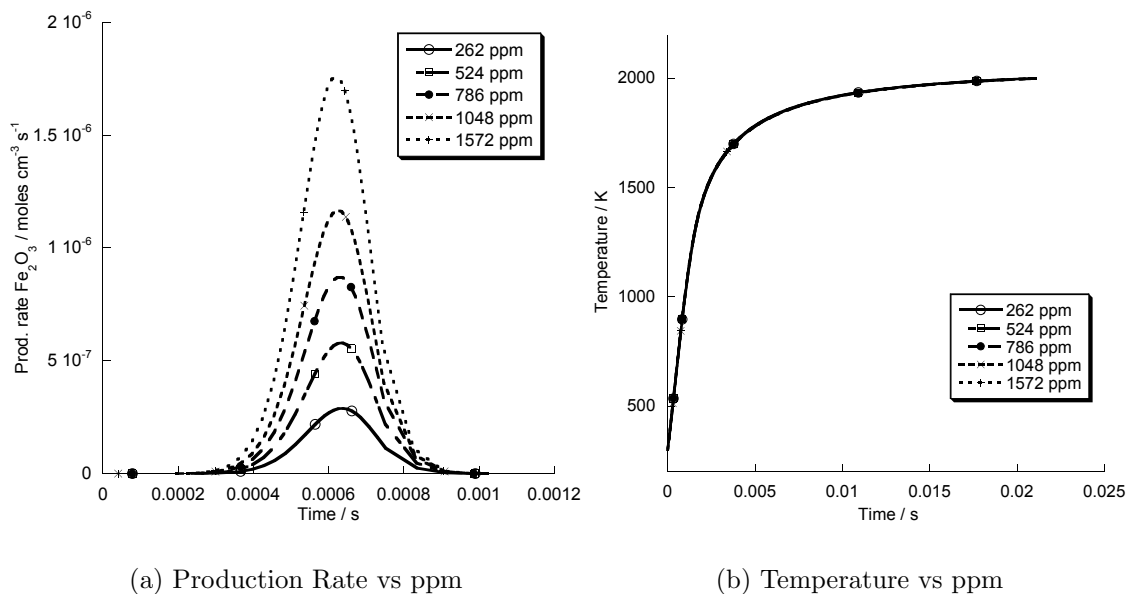 2 10⁻⁶
1.5 10⁻⁶
1 10⁻⁶
5 10⁻⁷
0
Prod. rate Fe₂O₃ / moles cm⁻³ s⁻¹
262 ppm
524 ppm
786 ppm
1048 ppm
1572 ppm
0 0.0002 0.0004 0.0006 0.0008 0.001 0.0012
Time / s
(a) Production Rate vs ppm
2000
1500
1000
500
Temperature / K
262 ppm
524 ppm
786 ppm
1048 ppm
1572 ppm
0 0.005 0.01 0.015 0.02 0.025
Time / s
(b) Temperature vs ppm